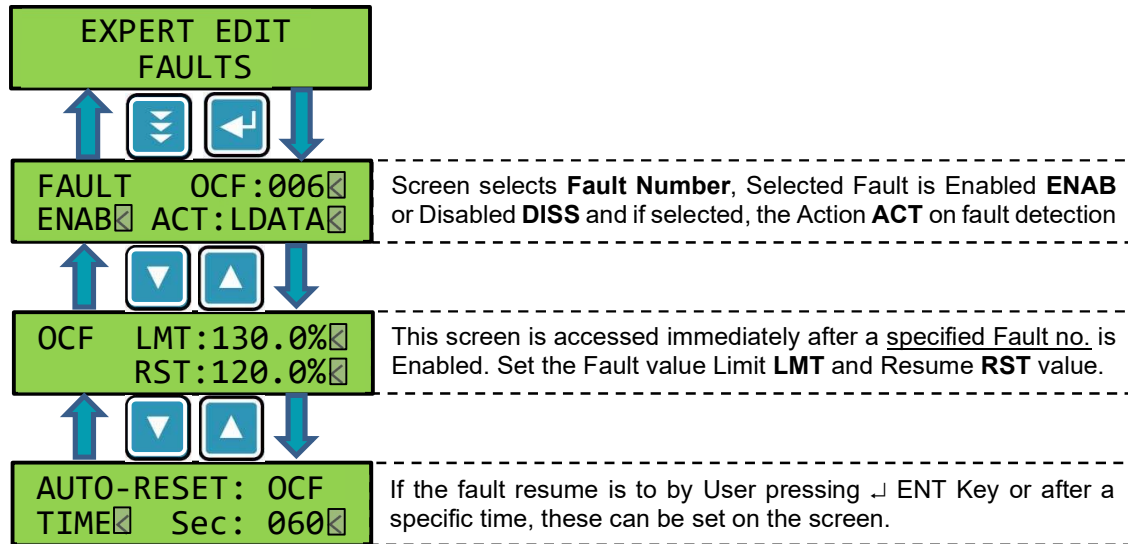 EXPERT EDIT
FAULTS
FAULT OCF:006
ENAB ACT:LDATA
Screen selects Fault Number, Selected Fault is Enabled ENAB
or Disabled DISS and if selected, the Action ACT on fault detection
OCF LMT:130.0%
RST:120.0%
This screen is accessed immediately after a specified Fault no. is
Enabled. Set the Fault value Limit LMT and Resume RST value.
AUTO-RESET: OCF
TIME Sec: 060
If the fault resume is to by User pressing ↵ ENT Key or after a
specific time, these can be set on the screen.